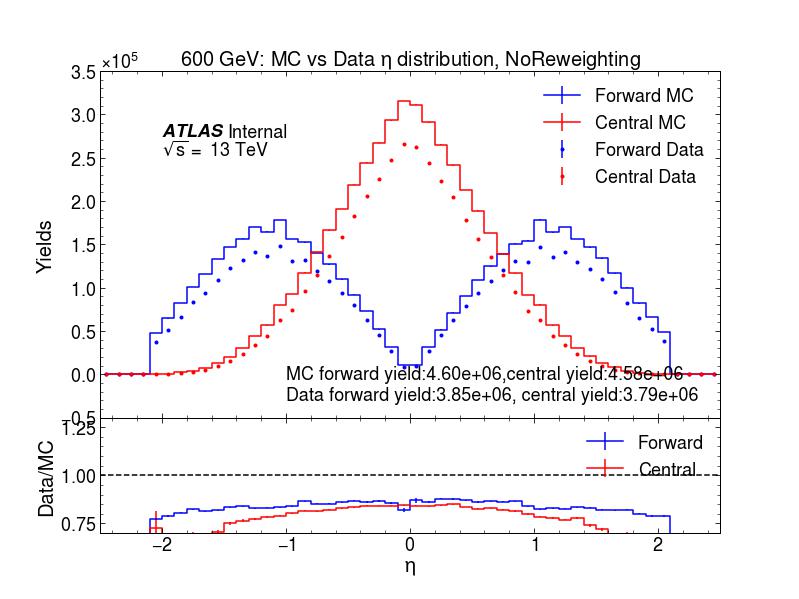 ×10⁵
600 GeV: MC vs Data η distribution, NoReweighting
3.5
3.0
2.5
2.0
1.5
1.0
0.5
0.0
0.5
Yields
ATLAS Internal
√s = 13 TeV
Forward MC
Central MC
Forward Data
Central Data
MC forward yield:4.60e+06,central yield:4.58e+06
Data forward yield:3.85e+06, central yield:3.79e+06
1.25
1.00
0.75
Data/MC
Forward
Central
−2 −1 0 1 2
η